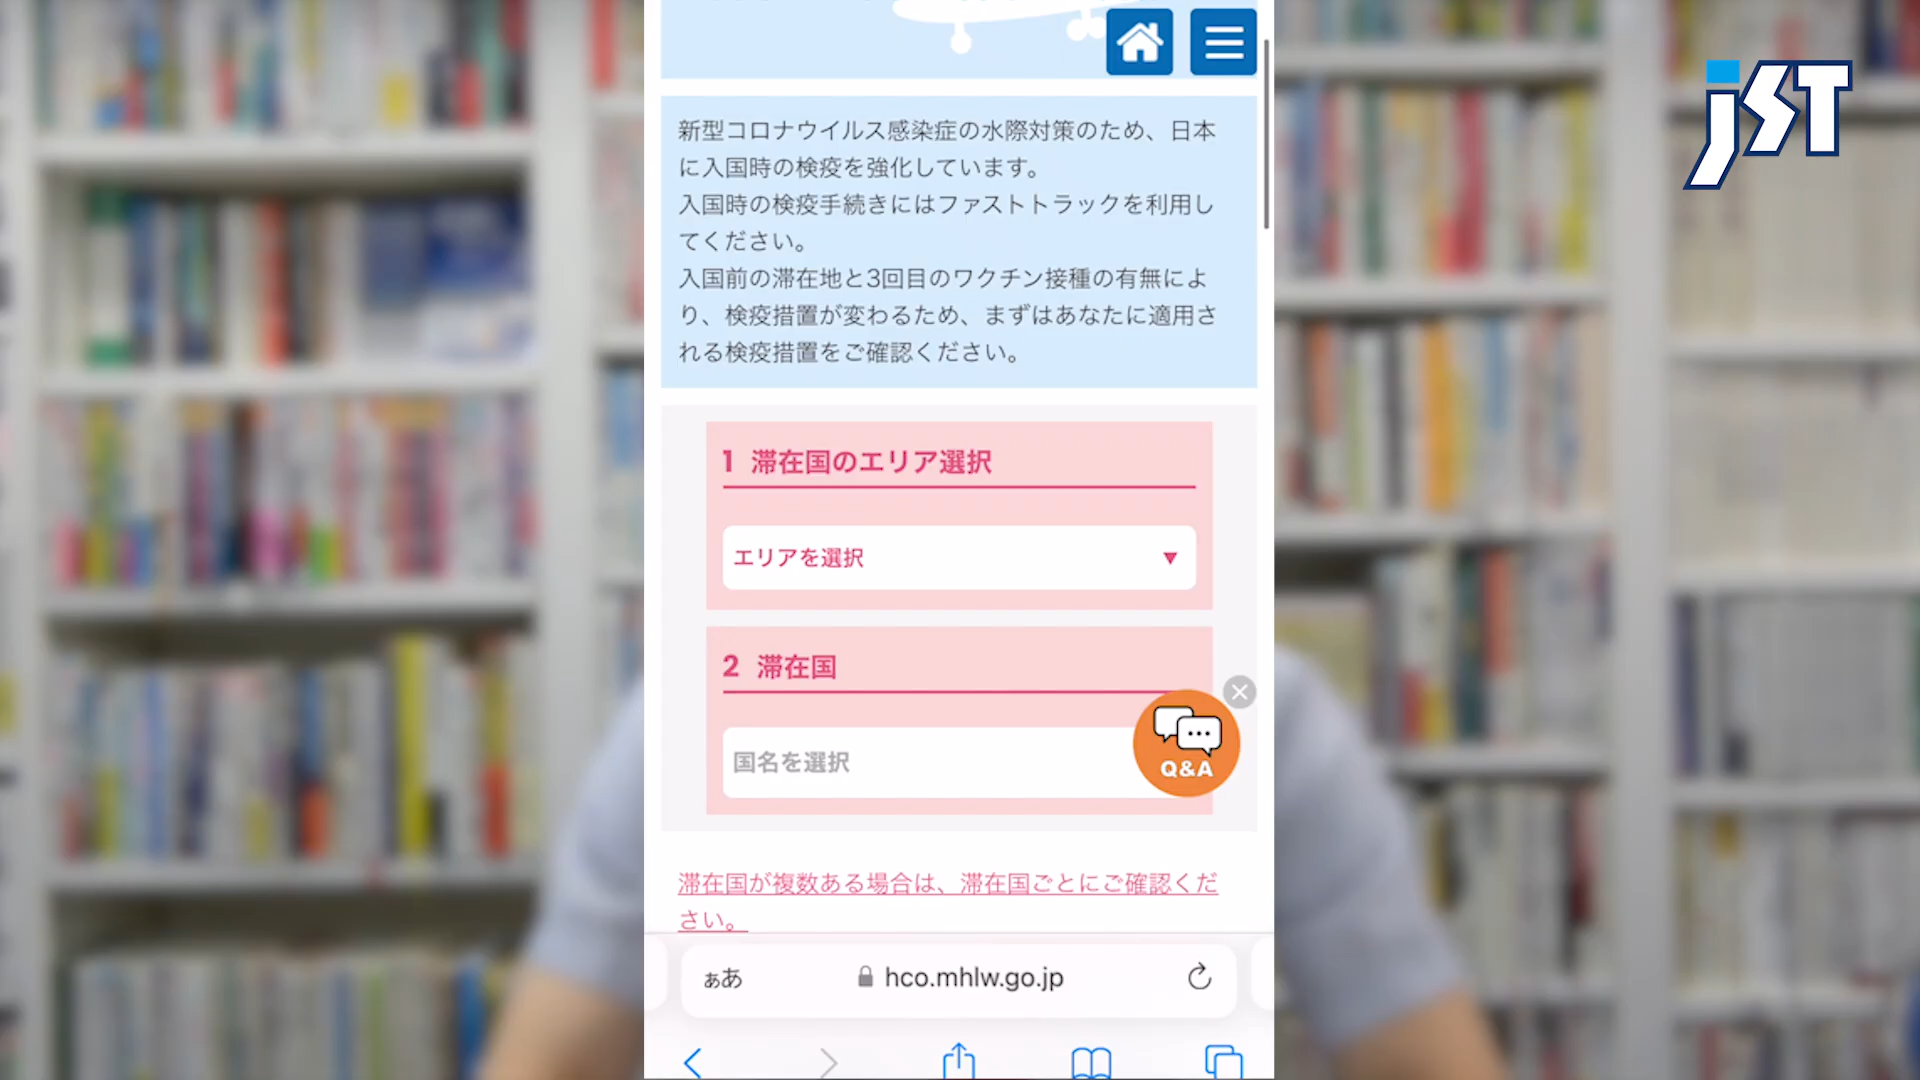 jST
新型コロナウイルス感染症の水際対策のため、日本
に入国時の検疫を強化しています。
入国時の検疫手続きにはファストトラックを利用し
てください。
入国前の滞在地と3回目のワクチン接種の有無によ
り、検疫措置が変わるため、まずはあなたに適用さ
れる検疫措置をご確認ください。
1 滞在国のエリア選択
エリアを選択 ▼
2 滞在国
国名を選択
Q&A
滞在国が複数ある場合は、滞在国ごとにご確認くだ
さい。
ぁあ hco.mhlw.go.jp